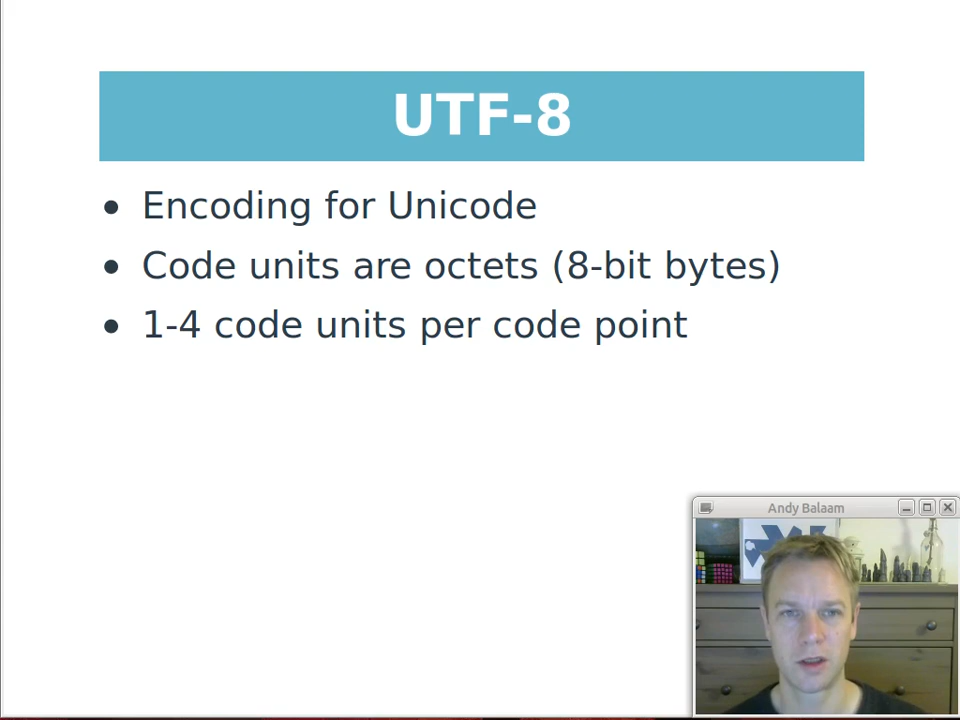 UTF-8
Encoding for Unicode
Code units are octets (8-bit bytes)
1-4 code units per code point
Andy Balaam